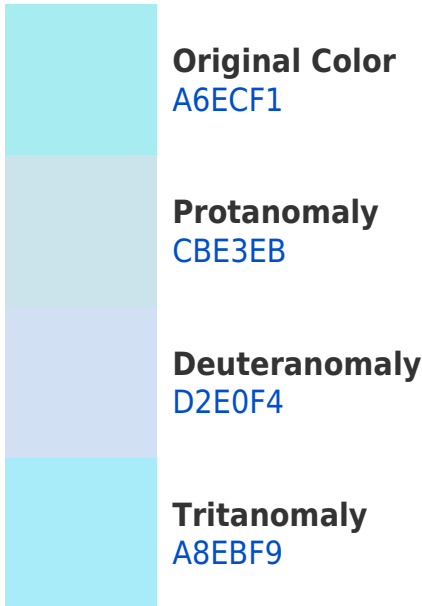 Original Color
A6ECF1
Protanomaly
CBE3EB
Deuteranomaly
D2E0F4
Tritanomaly
A8EBF9